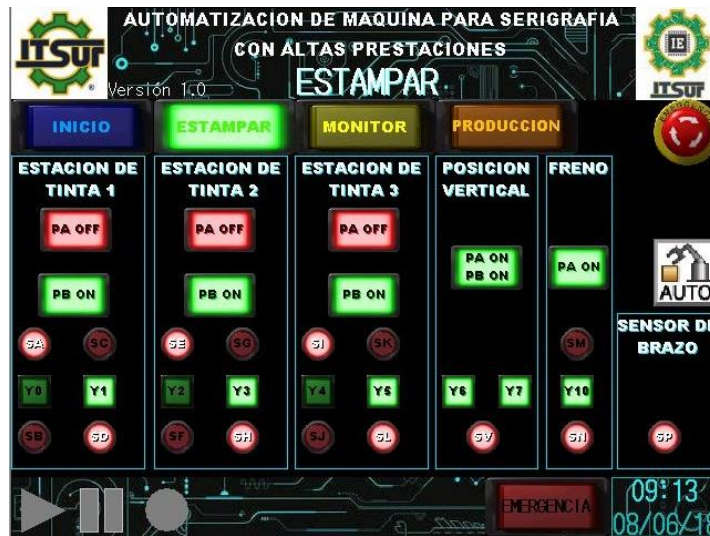 AUTOMATIZACION DE MAQUINA PARA SERIGRAFIA
CON ALTAS PRESTACIONES
ESTAMPAR
ITSUF
Versión 1.0
IE
ITSUF
INICIO
ESTAMPAR
MONITOR
PRODUCCION
ESTACION DE
TINTA 1
PA OFF
PB ON
SA
SC
Y0
Y1
SB
SD
ESTACION DE
TINTA 2
PA OFF
PB ON
SE
SG
Y2
Y3
SF
SH
ESTACION DE
TINTA 3
PA OFF
PB ON
SI
SK
Y4
Y5
SJ
SL
POSICION
VERTICAL
PA ON
PB ON
Y6
Y7
SV
FRENO
PA ON
SM
Y10
SN
AUTO
SENSOR DE
BRAZO
SP
EMERGENCIA
09:13
08/06/18